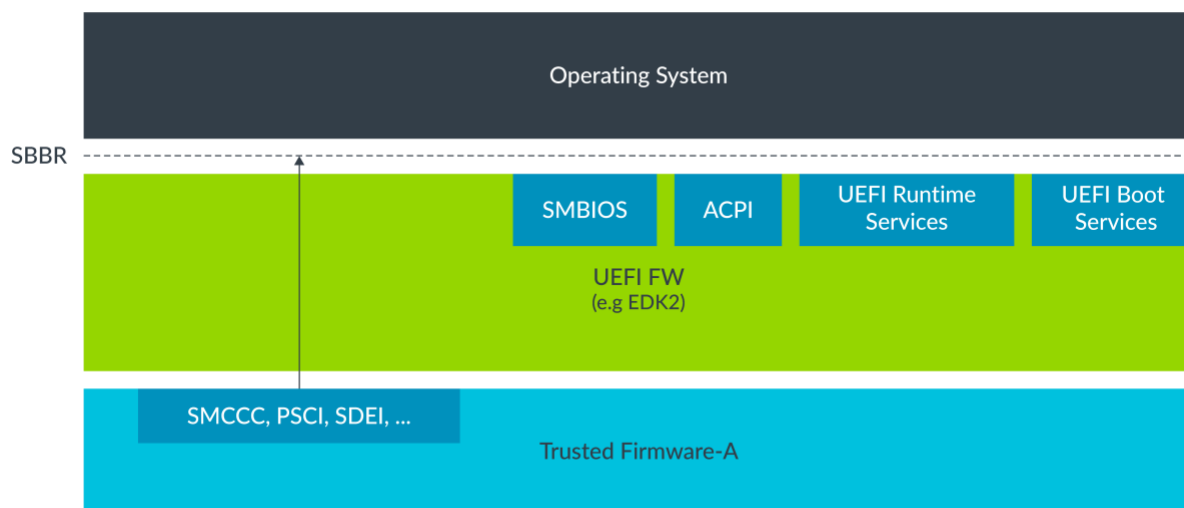 Operating System
SBBR
SMBIOS
ACPI
UEFI Runtime
Services
UEFI Boot
Services
UEFI FW
(e.g EDK2)
SMCCC, PSCI, SDEI, ...
Trusted Firmware-A